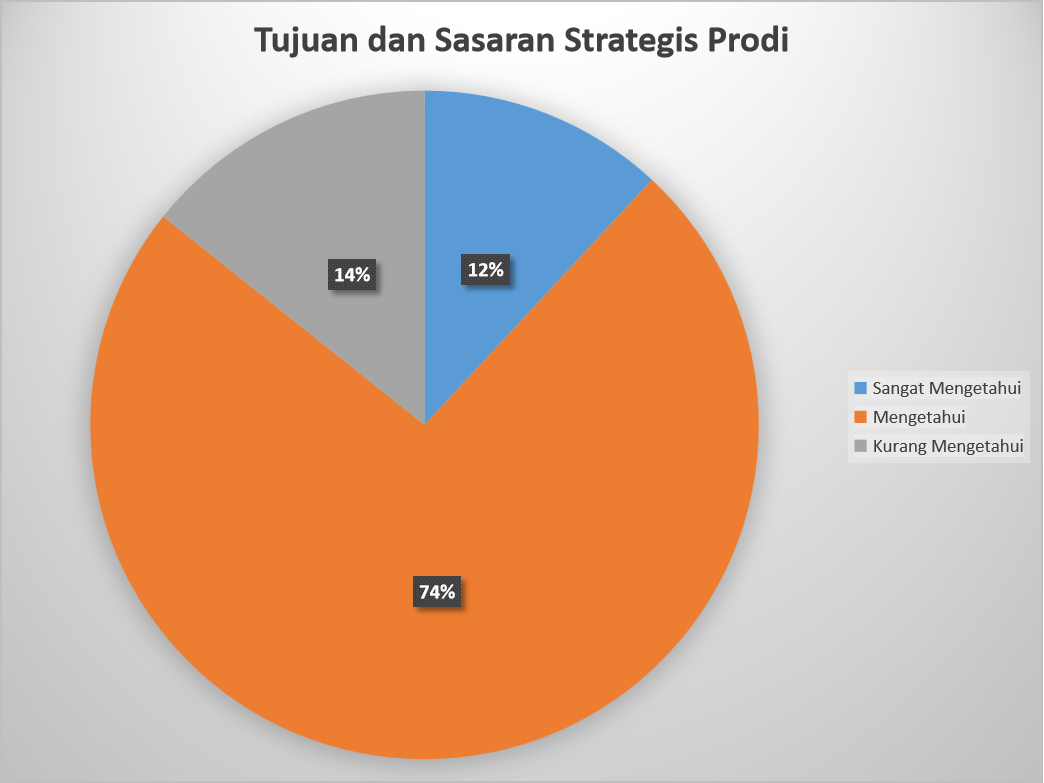 Tujuan dan Sasaran Strategis Prodi
14%
12%
74%
Sangat Mengetahui
Mengetahui
Kurang Mengetahui